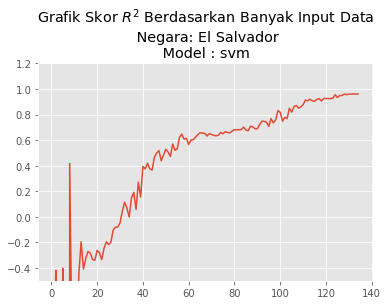 Grafik Skor R² Berdasarkan Banyak Input Data
Negara: El Salvador
Model : svm
1.2
1.0
0.8
0.6
0.4
0.2
0.0
−0.2
−0.4
0 20 40 60 80 100 120 140